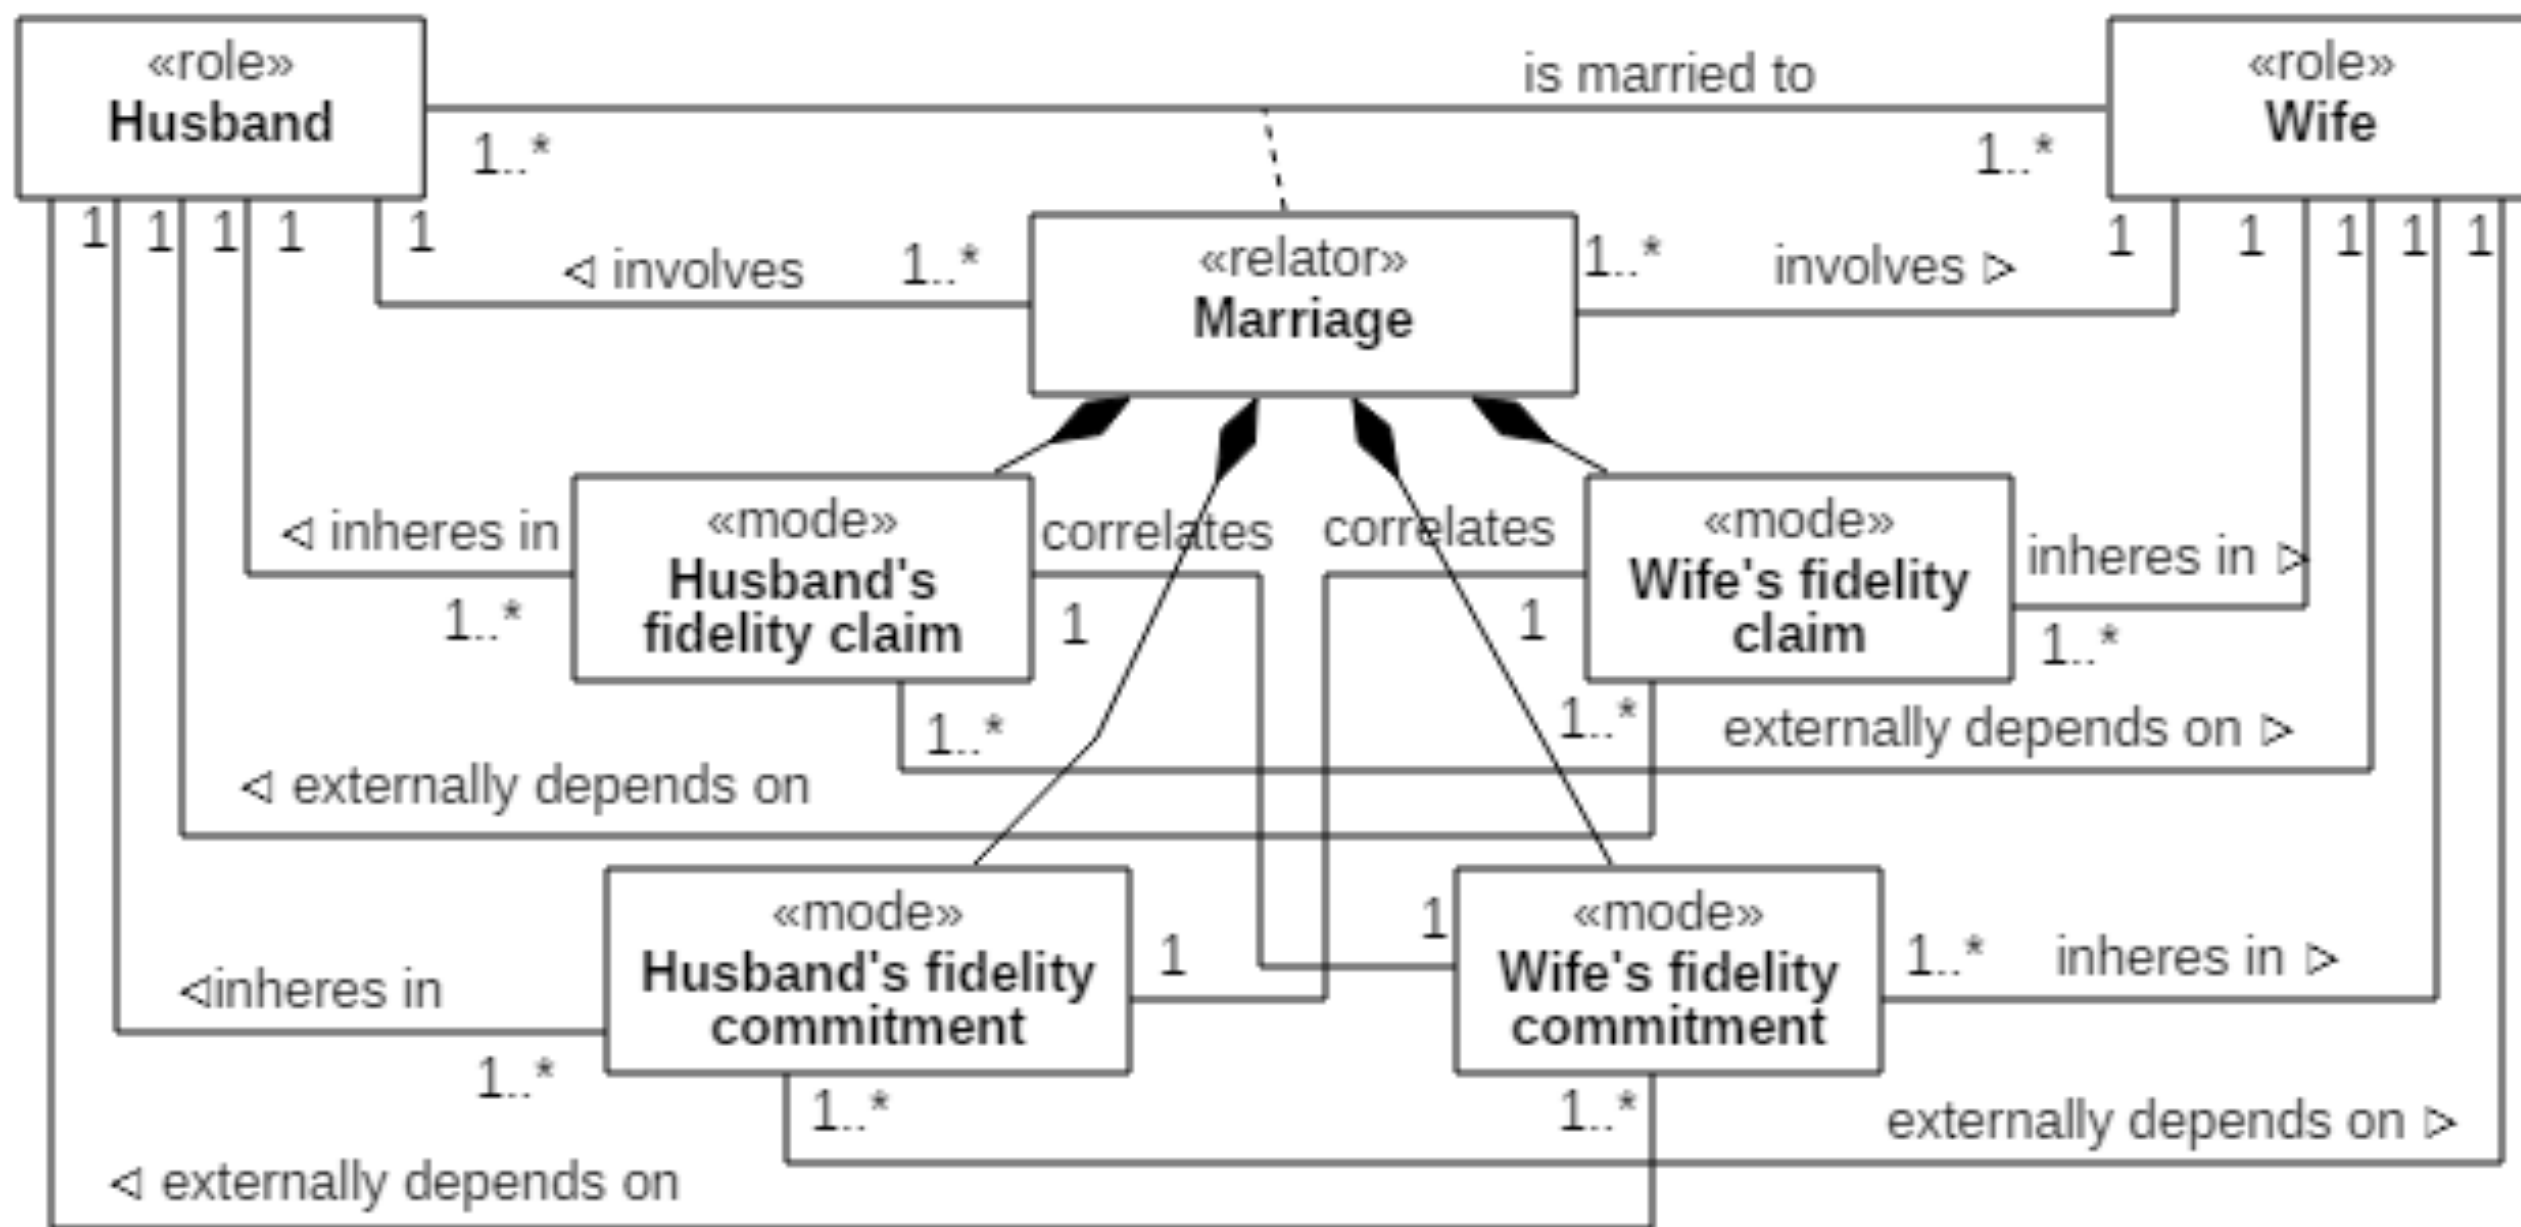 «role»
Husband
is married to
«role»
Wife
1..*
1..*
1
1
1
1
1
◁ involves
1..*
«relator»
Marriage
1..*
involves ▷
1
1
1
1
1
◁ inheres in
1..*
«mode»
Husband's
fidelity claim
correlates
1
correlates
1
«mode»
Wife's fidelity
claim
inheres in ▷
1..*
1..*
1..*
externally depends on ▷
◁ externally depends on
«mode»
Husband's fidelity
commitment
1
1
«mode»
Wife's fidelity
commitment
1..*
inheres in ▷
◁inheres in
1..*
1..*
1..*
externally depends on ▷
◁ externally depends on